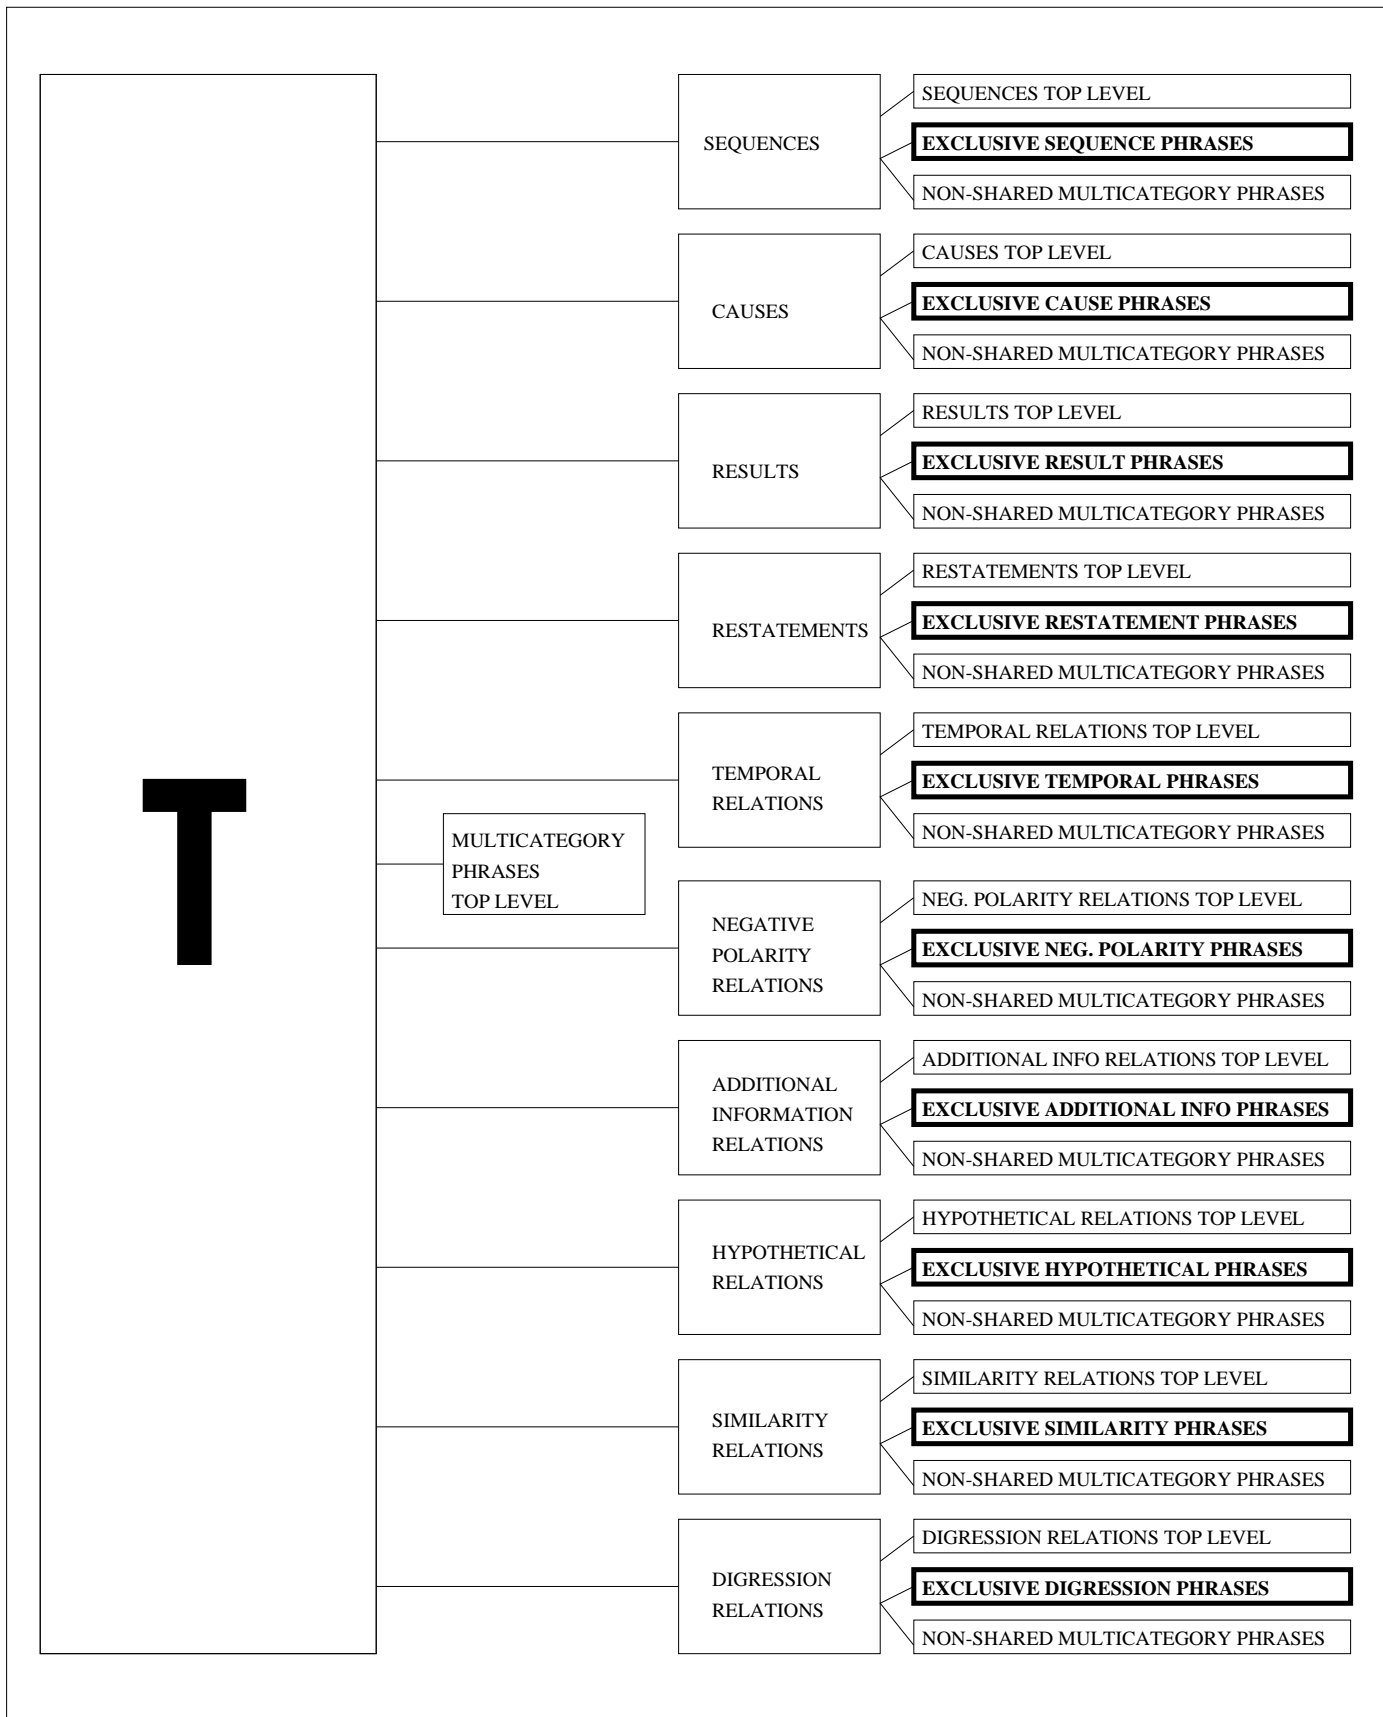 T
MULTICATEGORY
PHRASES
TOP LEVEL
SEQUENCES
SEQUENCES TOP LEVEL
EXCLUSIVE SEQUENCE PHRASES
NON-SHARED MULTICATEGORY PHRASES
CAUSES
CAUSES TOP LEVEL
EXCLUSIVE CAUSE PHRASES
NON-SHARED MULTICATEGORY PHRASES
RESULTS
RESULTS TOP LEVEL
EXCLUSIVE RESULT PHRASES
NON-SHARED MULTICATEGORY PHRASES
RESTATEMENTS
RESTATEMENTS TOP LEVEL
EXCLUSIVE RESTATEMENT PHRASES
NON-SHARED MULTICATEGORY PHRASES
TEMPORAL
RELATIONS
TEMPORAL RELATIONS TOP LEVEL
EXCLUSIVE TEMPORAL PHRASES
NON-SHARED MULTICATEGORY PHRASES
NEGATIVE
POLARITY
RELATIONS
NEG. POLARITY RELATIONS TOP LEVEL
EXCLUSIVE NEG. POLARITY PHRASES
NON-SHARED MULTICATEGORY PHRASES
ADDITIONAL
INFORMATION
RELATIONS
ADDITIONAL INFO RELATIONS TOP LEVEL
EXCLUSIVE ADDITIONAL INFO PHRASES
NON-SHARED MULTICATEGORY PHRASES
HYPOTHETICAL
RELATIONS
HYPOTHETICAL RELATIONS TOP LEVEL
EXCLUSIVE HYPOTHETICAL PHRASES
NON-SHARED MULTICATEGORY PHRASES
SIMILARITY
RELATIONS
SIMILARITY RELATIONS TOP LEVEL
EXCLUSIVE SIMILARITY PHRASES
NON-SHARED MULTICATEGORY PHRASES
DIGRESSION
RELATIONS
DIGRESSION RELATIONS TOP LEVEL
EXCLUSIVE DIGRESSION PHRASES
NON-SHARED MULTICATEGORY PHRASES